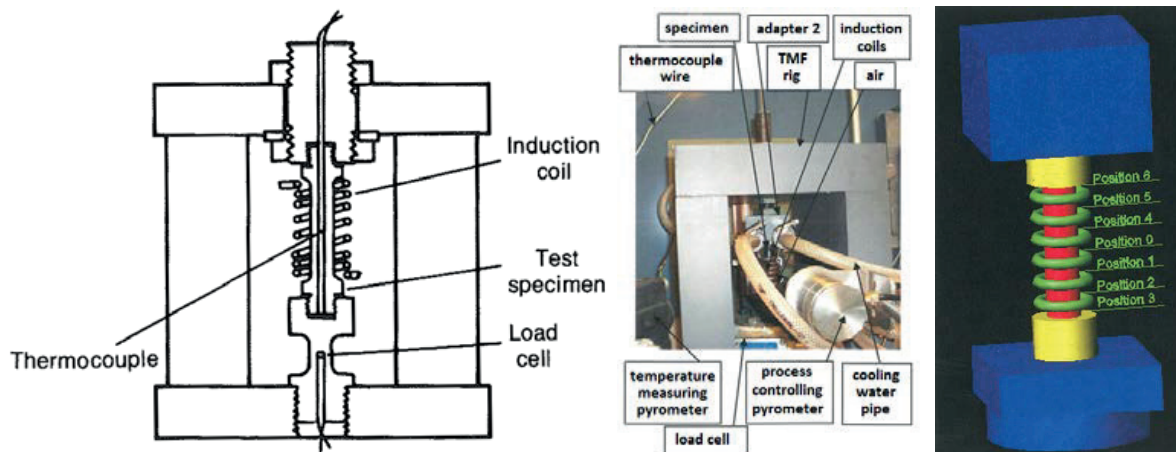 Induction
coil
Test
specimen
Load
cell
Thermocouple
specimen
adapter 2
induction
coils
thermocouple
wire
TMF
rig
air
temperature
measuring
pyrometer
process
controlling
pyrometer
cooling
water
pipe
load cell
Position 6
Position 5
Position 4
Position 0
Position 1
Position 2
Position 3